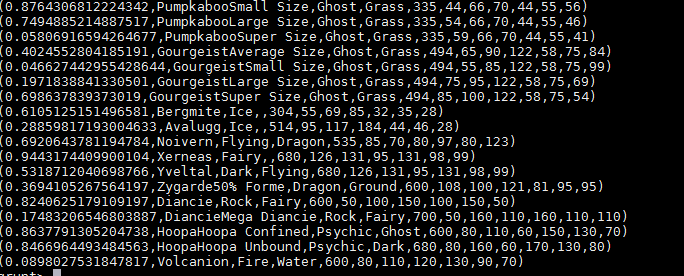 (0.8764306812224342,PumpkabooSmall Size,Ghost,Grass,335,44,66,70,44,55,56)
(0.7494885214887517,PumpkabooLarge Size,Ghost,Grass,335,54,66,70,44,55,46)
(0.05806916594264677,PumpkabooSuper Size,Ghost,Grass,335,59,66,70,44,55,41)
(0.4024552804185191,GourgeistAverage Size,Ghost,Grass,494,65,90,122,58,75,84)
(0.046627442955428644,GourgeistSmall Size,Ghost,Grass,494,55,85,122,58,75,99)
(0.1971838841330501,GourgeistLarge Size,Ghost,Grass,494,75,95,122,58,75,69)
(0.698637839373019,GourgeistSuper Size,Ghost,Grass,494,85,100,122,58,75,54)
(0.6105125151496581,Bergmite,Ice,,304,55,69,85,32,35,28)
(0.28859817193004633,Avalugg,Ice,,514,95,117,184,44,46,28)
(0.6920643781194784,Noivern,Flying,Dragon,535,85,70,80,97,80,123)
(0.9443174409900104,Xerneas,Fairy,,680,126,131,95,131,98,99)
(0.5318712040698766,Yveltal,Dark,Flying,680,126,131,95,131,98,99)
(0.3694105267564197,Zygarde50% Forme,Dragon,Ground,600,108,100,121,81,95,95)
(0.8240625179109197,Diancie,Rock,Fairy,600,50,100,150,100,150,50)
(0.17483206546803887,DiancieMega Diancie,Rock,Fairy,700,50,160,110,160,110,110)
(0.8637791305204738,HoopaHoopa Confined,Psychic,Ghost,600,80,110,60,150,130,70)
(0.8466964493484563,HoopaHoopa Unbound,Psychic,Dark,680,80,160,60,170,130,80)
(0.0898027531847817,Volcanion,Fire,Water,600,80,110,120,130,90,70)
grunt>